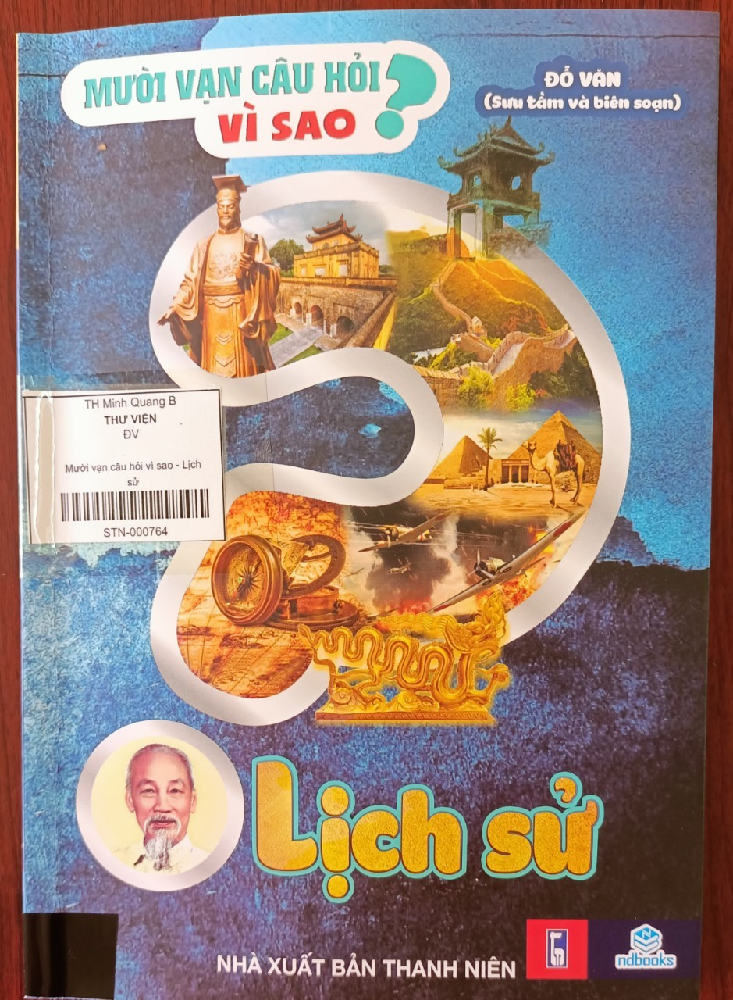 MƯỜI VẠN CÂU HỎI
VÌ SAO ?
ĐỖ VĂN
(Sưu tầm và biên soạn)
TH Minh Quang B
THƯ VIỆN
ĐV
Mười vạn câu hỏi vì sao - Lịch
sử
STN-000764
Lịch sử
NHÀ XUẤT BẢN THANH NIÊN
N
ndbooks